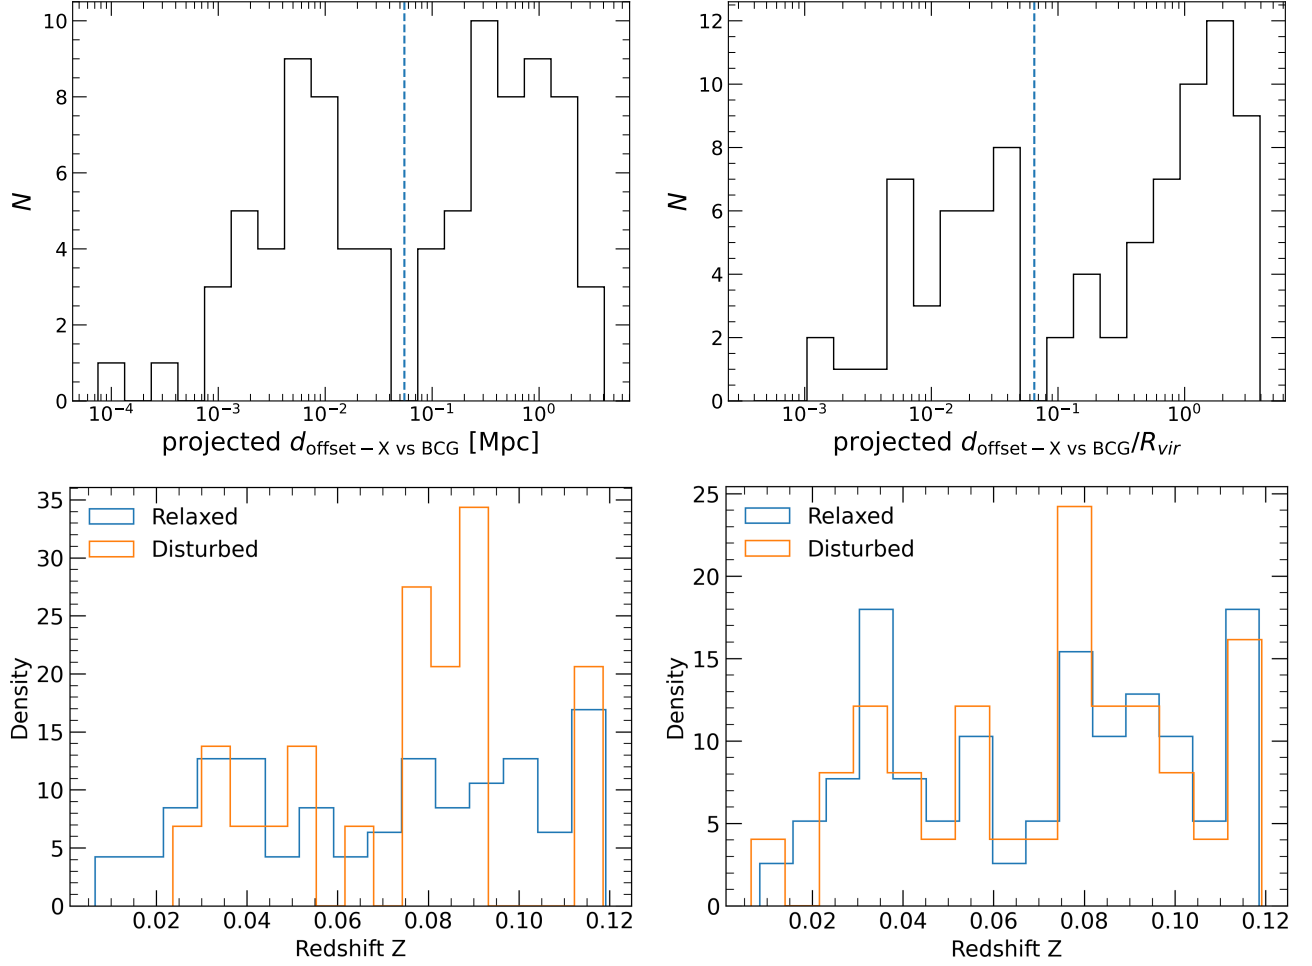 10
8
6
4
2
0
N
10⁻⁴ 10⁻³ 10⁻² 10⁻¹ 10⁰
projected d_offset − X vs BCG [Mpc]
12
10
8
6
4
2
0
N
10⁻³ 10⁻² 10⁻¹ 10⁰
projected d_offset − X vs BCG/R_vir
35
30
25
20
15
10
5
0
Density
Relaxed
Disturbed
0.02 0.04 0.06 0.08 0.10 0.12
Redshift Z
25
20
15
10
5
0
Density
Relaxed
Disturbed
0.02 0.04 0.06 0.08 0.10 0.12
Redshift Z